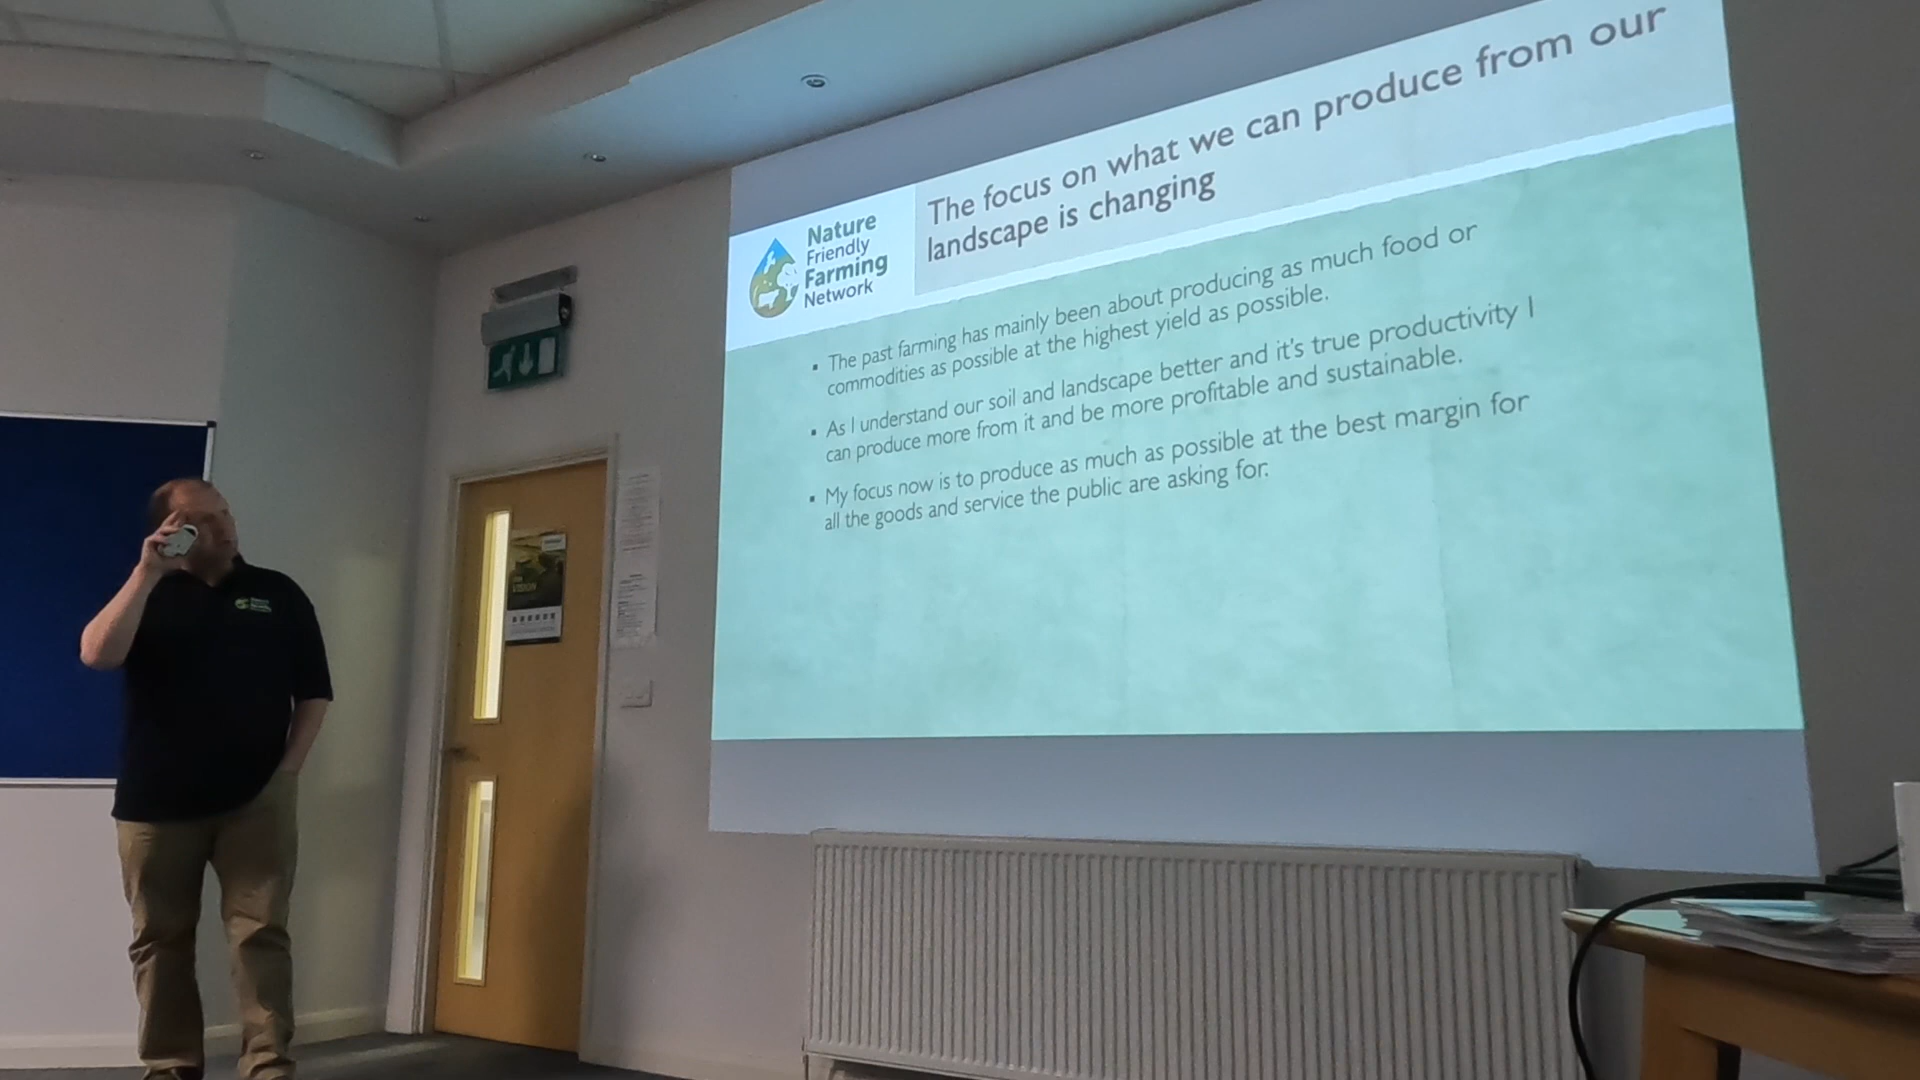 The focus on what we can produce from our
landscape is changing
Nature
Friendly
Farming
Network
▪ The past farming has mainly been about producing as much food or
commodities as possible at the highest yield as possible.
▪ As I understand our soil and landscape better and it's true productivity I
can produce more from it and be more profitable and sustainable.
▪ My focus now is to produce as much as possible at the best margin for
all the goods and service the public are asking for.
VISION